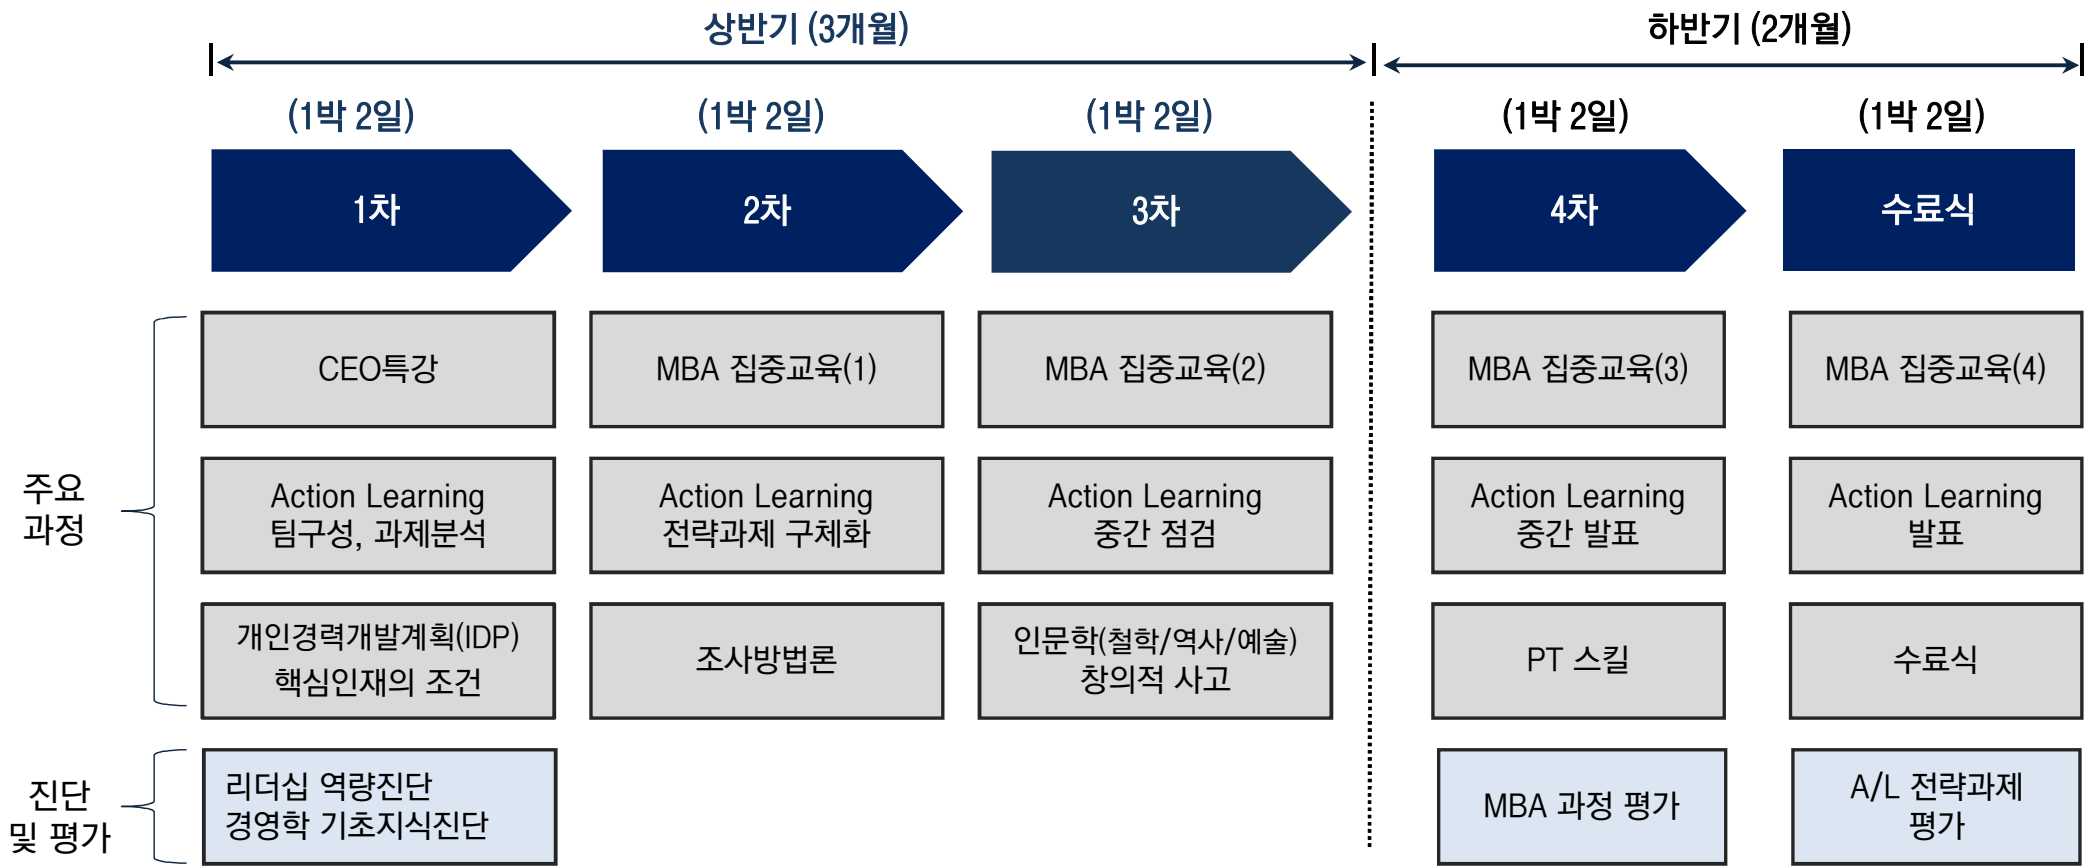 상반기 (3개월)
하반기 (2개월)
(1박 2일)
(1박 2일)
(1박 2일)
(1박 2일)
(1박 2일)
1차
2차
3차
4차
수료식
주요
과정
CEO특강
MBA 집중교육(1)
MBA 집중교육(2)
MBA 집중교육(3)
MBA 집중교육(4)
Action Learning
팀구성, 과제분석
Action Learning
전략과제 구체화
Action Learning
중간 점검
Action Learning
중간 발표
Action Learning
발표
개인경력개발계획(IDP)
핵심인재의 조건
조사방법론
인문학(철학/역사/예술)
창의적 사고
PT 스킬
수료식
진단
및 평가
리더십 역량진단
경영학 기초지식진단
MBA 과정 평가
A/L 전략과제
평가